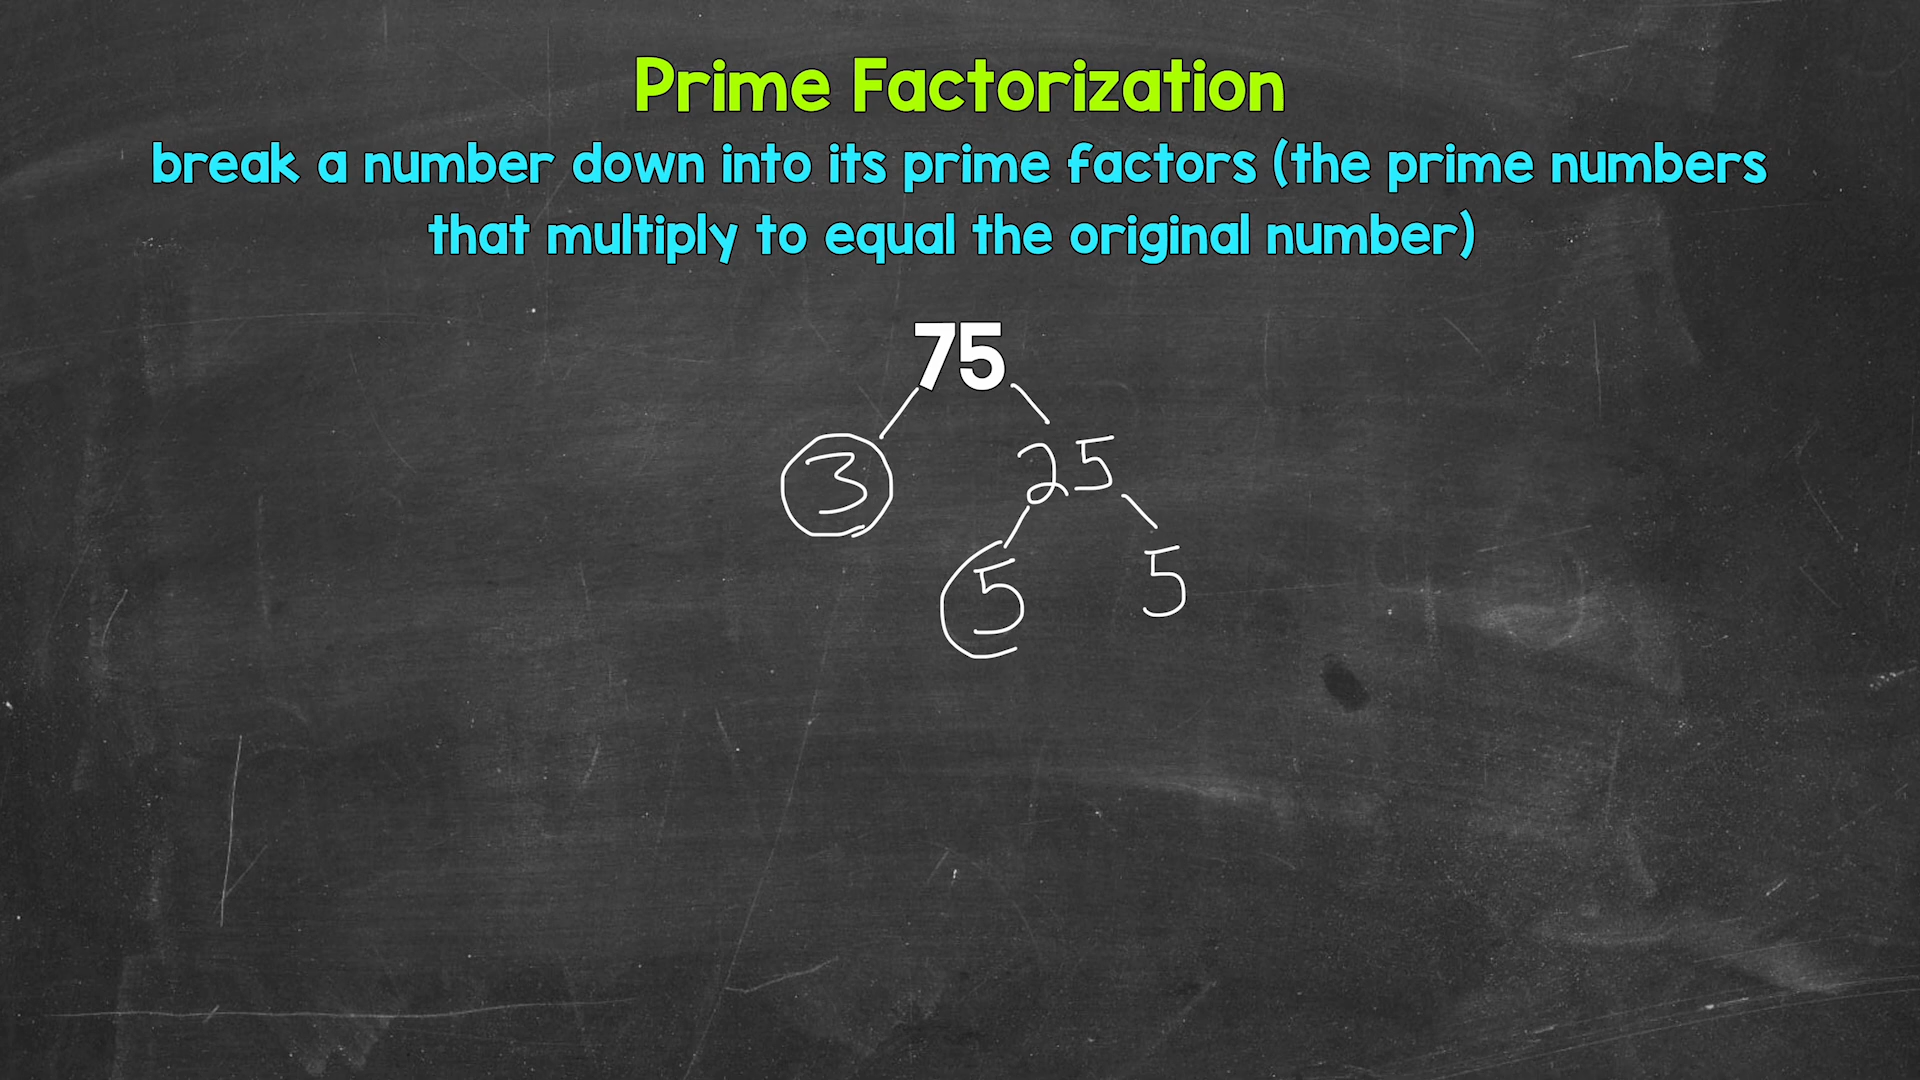 Prime Factorization
break a number down into its prime factors (the prime numbers
that multiply to equal the original number)
75
3 25
5 5